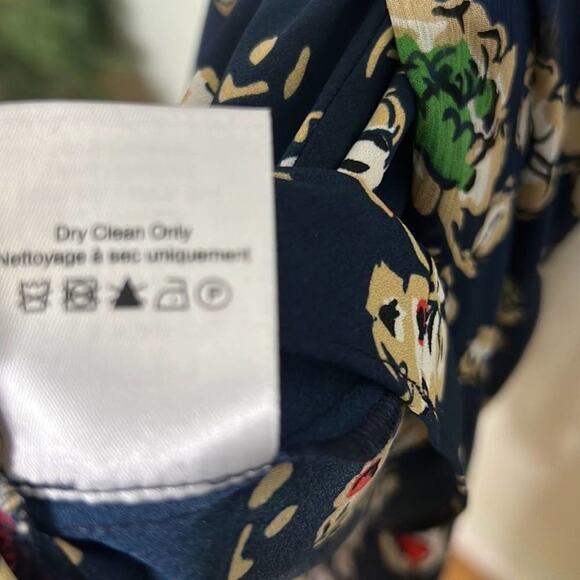 Dry Clean Only
Nettoyage à sec uniquement
P